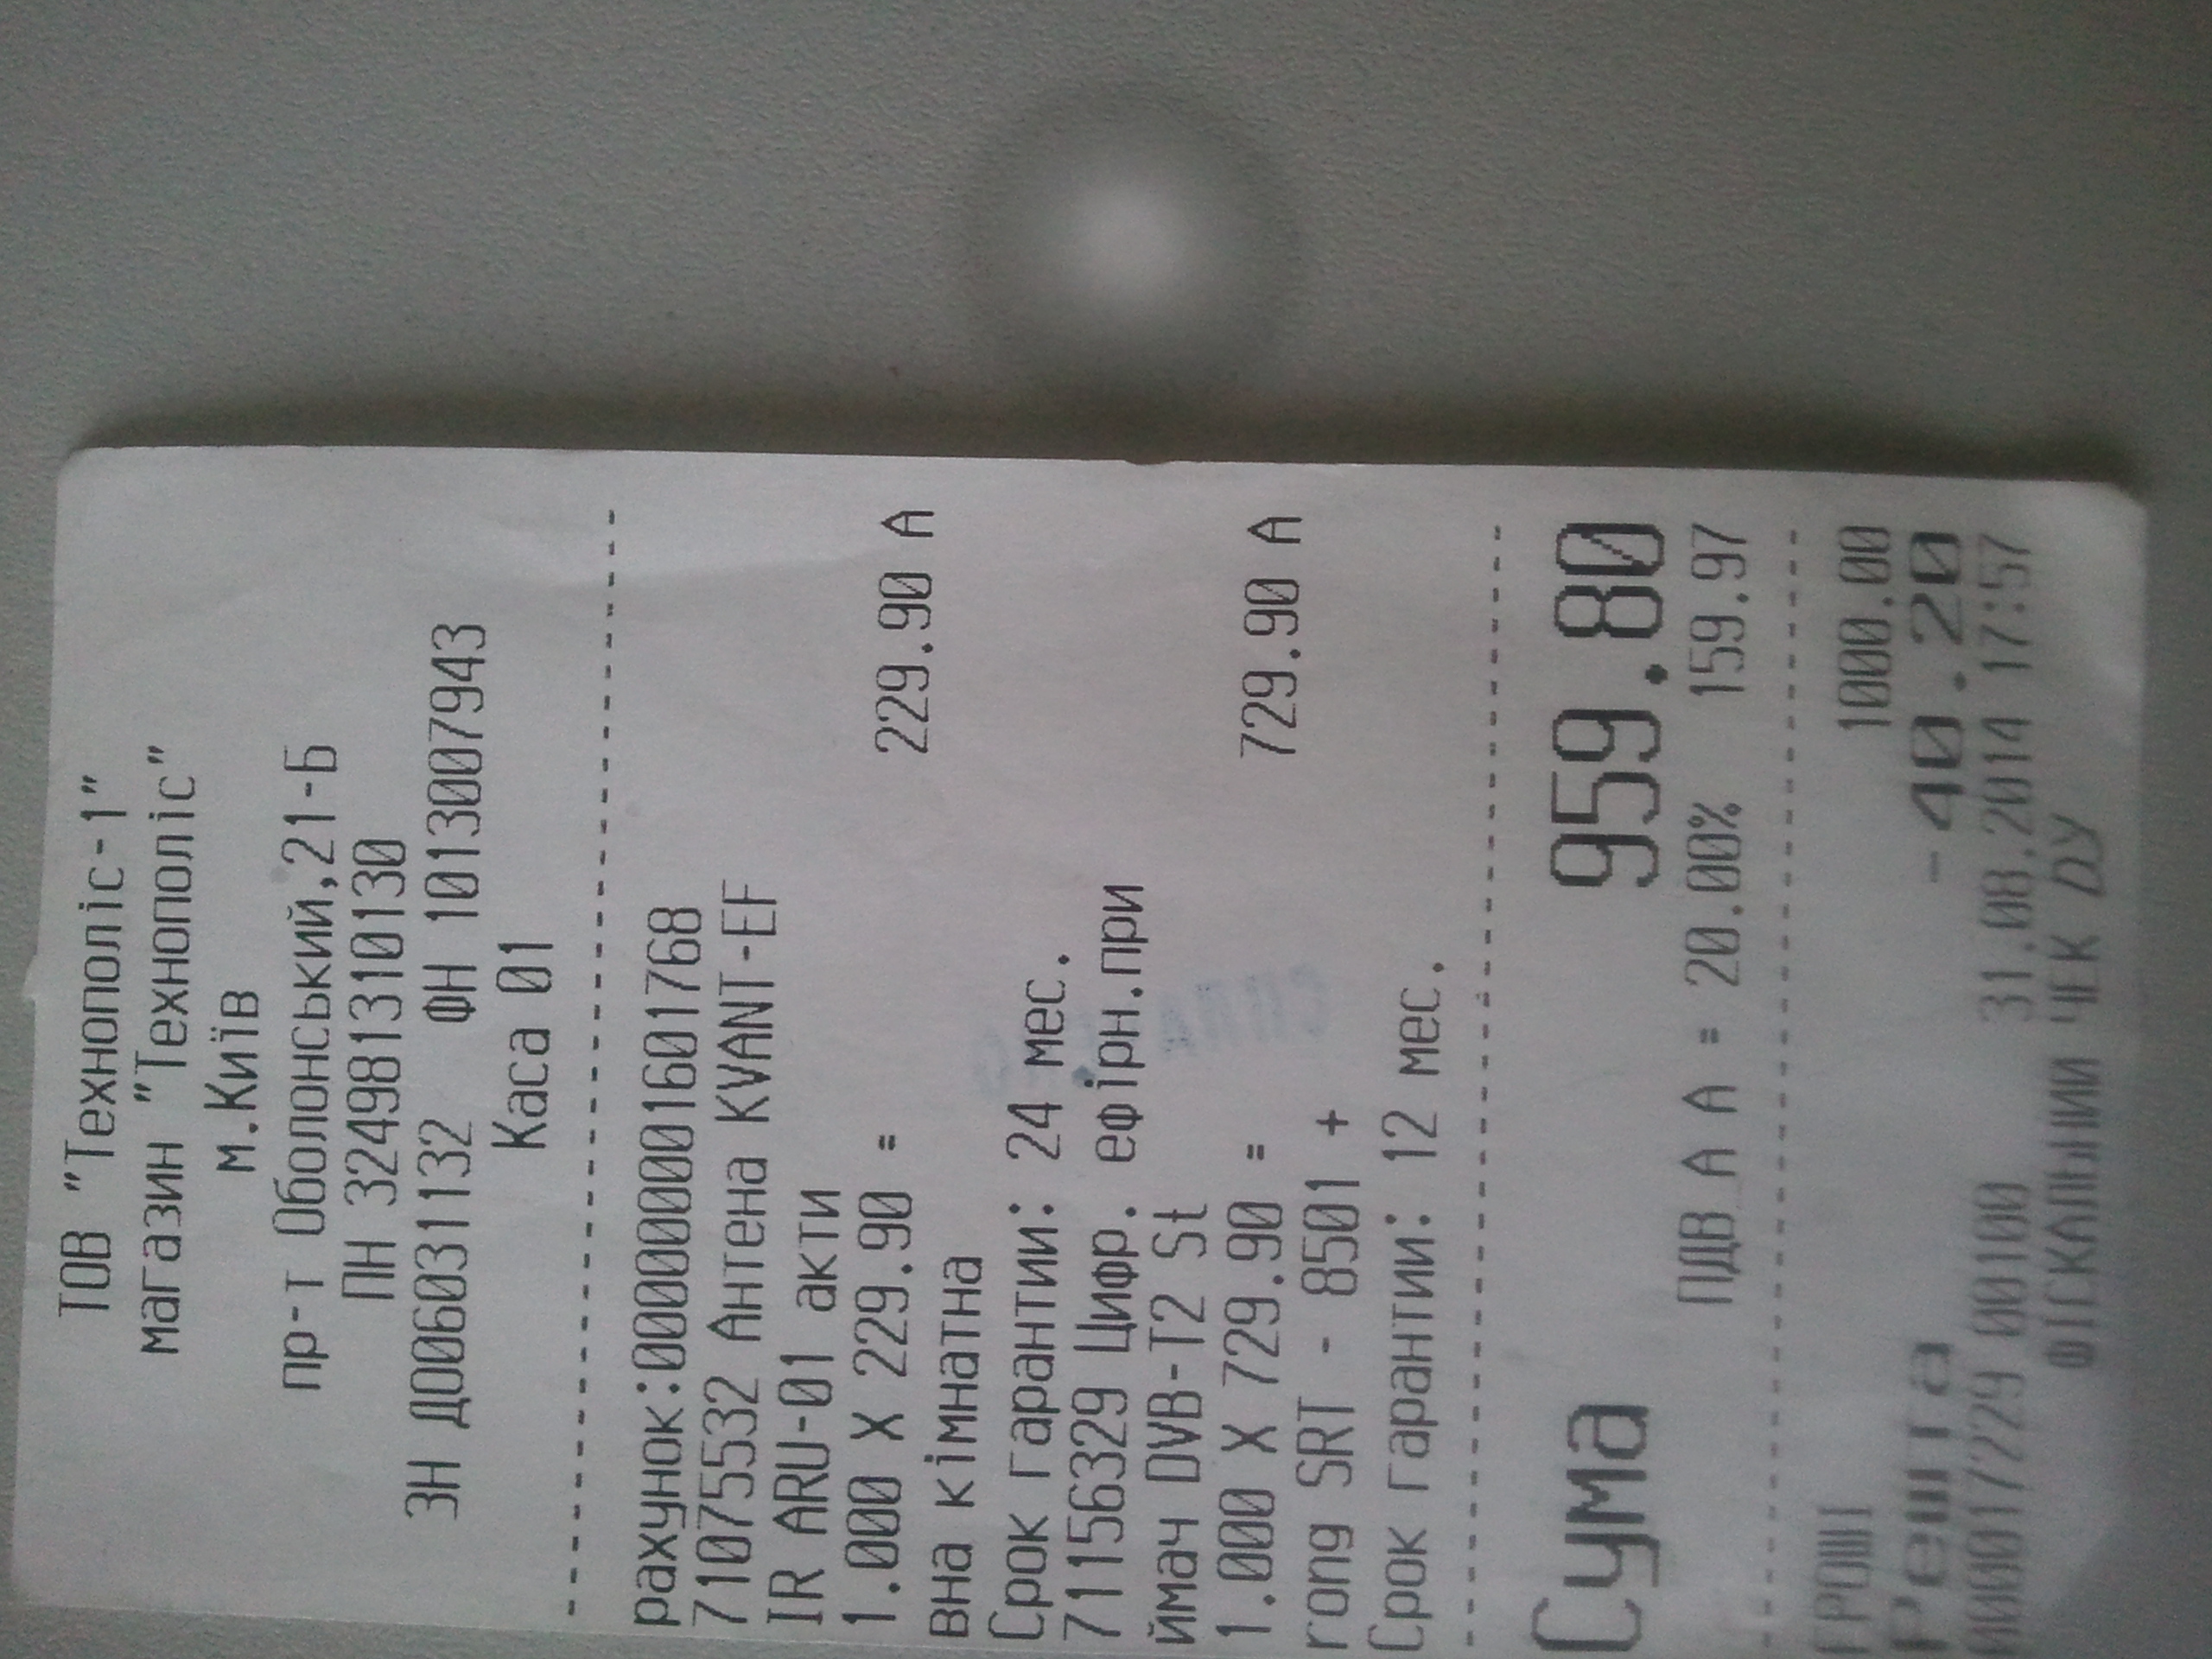 ТОВ "Технополіс-1"
магазин "Технополіс"
м.Київ
пр-т Оболонський,21-Б
ПН 324981310130
ЗН ДО06031132 ФН 1013007943
Каса 01
рахунок:00000000001601768
71075532 Антена KVANT-EF
IR ARU-01 акти
1.000 X 229.90 = 229.90 А
вна кімнатна
Срок гарантии: 24 мес.
71156329 Цифр. ефірн.при
ймач DVB-T2 St
1.000 X 729.90 = 729.90 А
rong SRT - 8501 +
Срок гарантии: 12 мес.
Сума 959.80
ПДВ А А = 20.00% 159.97
ГРОШІ 1000.00
Решта -40.20
0000017229 00100 31.08.2014 17:57
ФІСКАЛЬНИЙ ЧЕК